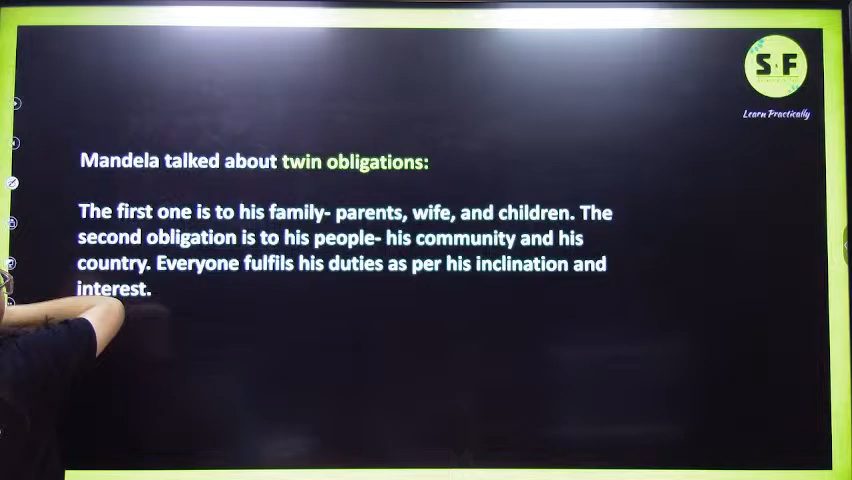 S F
Learn Practically
Mandela talked about twin obligations:
The first one is to his family- parents, wife, and children. The
second obligation is to his people- his community and his
country. Everyone fulfils his duties as per his inclination and
interest.